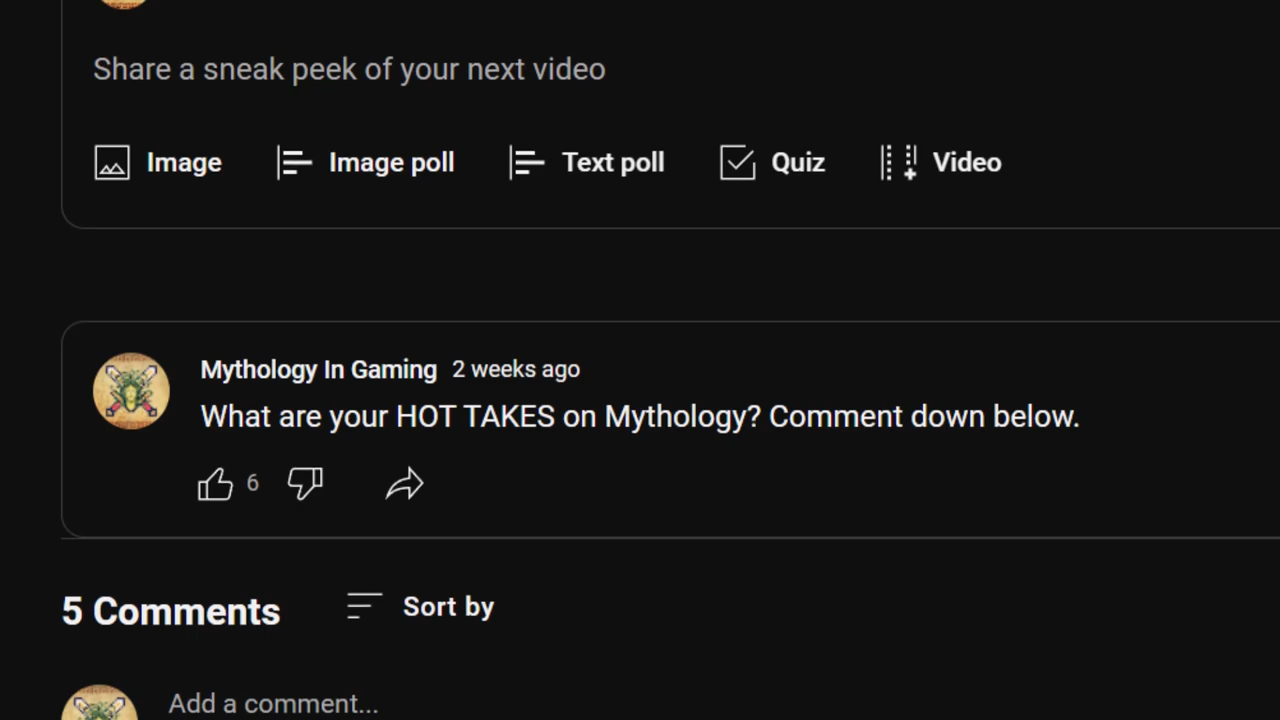 Share a sneak peek of your next video
Image Image poll Text poll Quiz Video
Mythology In Gaming 2 weeks ago
What are your HOT TAKES on Mythology? Comment down below.
6
5 Comments Sort by
Add a comment...